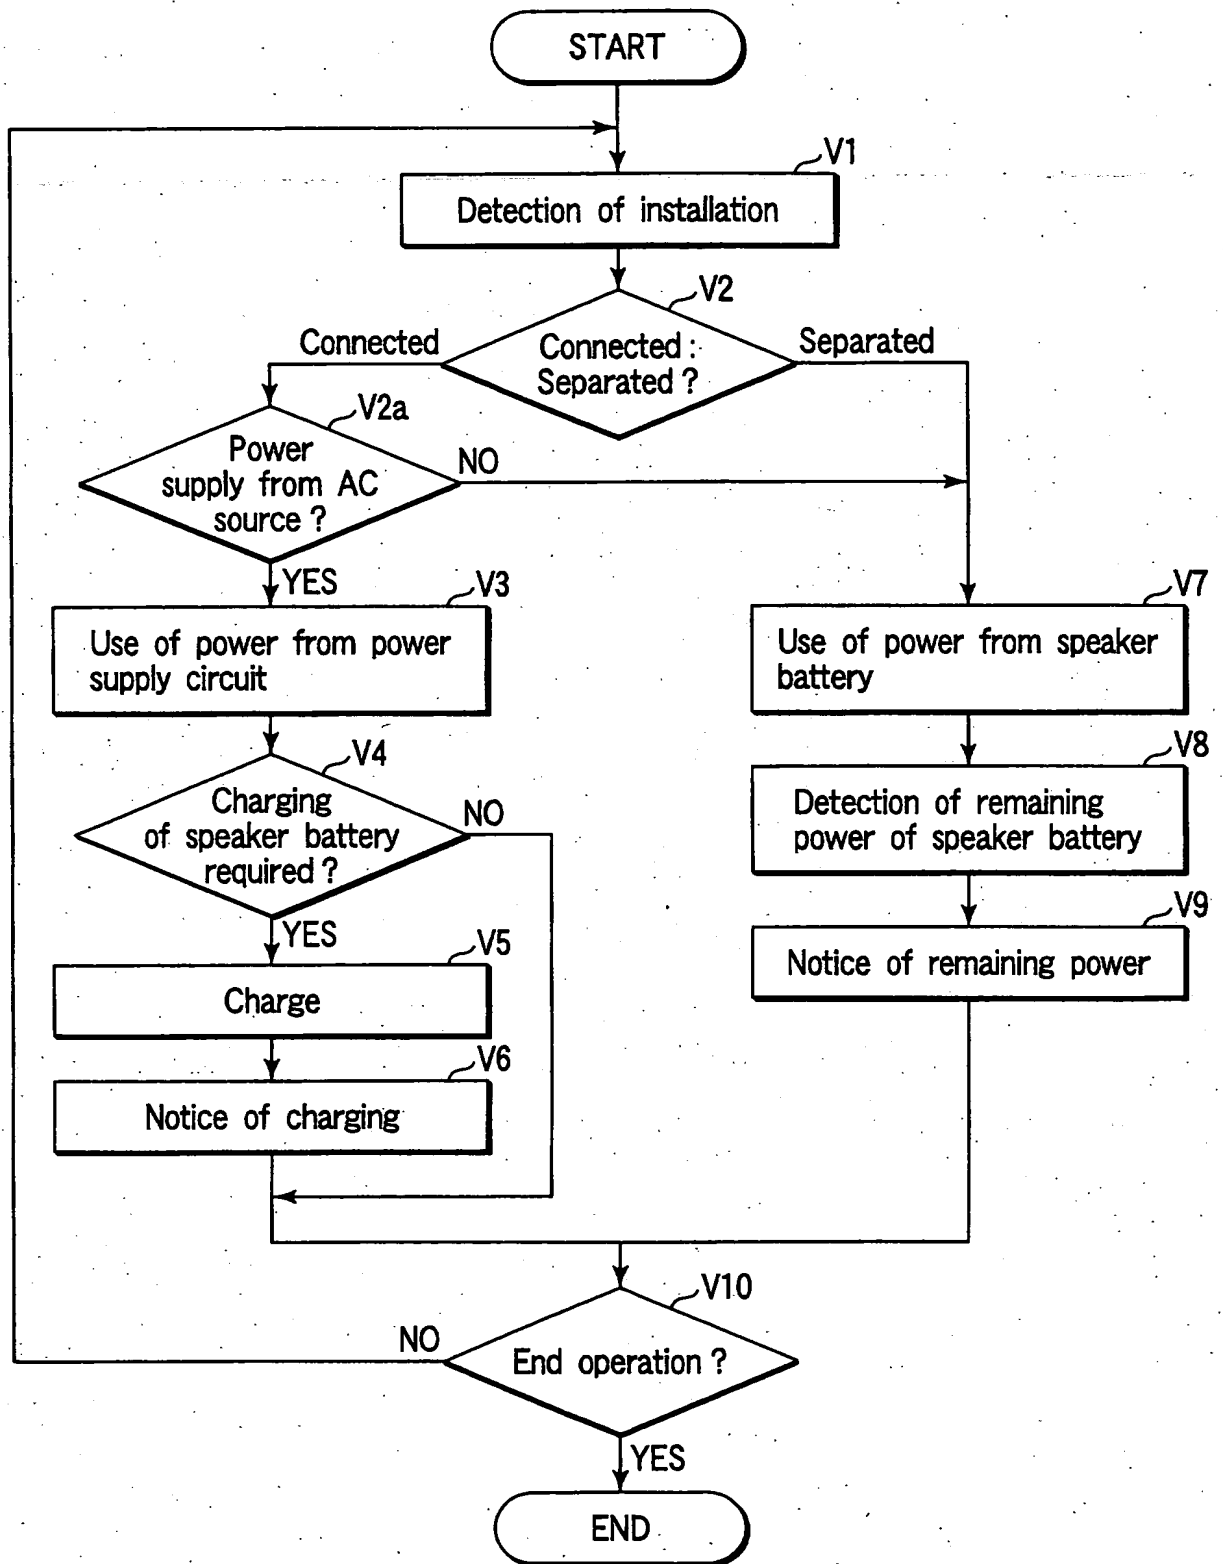 START
V1
Detection of installation
V2
Connected
Connected :
Separated ?
Separated
V2a
Power
supply from AC
source ?
NO
YES
V3
Use of power from power
supply circuit
V7
Use of power from speaker
battery
V4
Charging
of speaker battery
required ?
NO
YES
V8
Detection of remaining
power of speaker battery
V5
Charge
V9
Notice of remaining power
V6
Notice of charging
V10
NO
End operation ?
YES
END